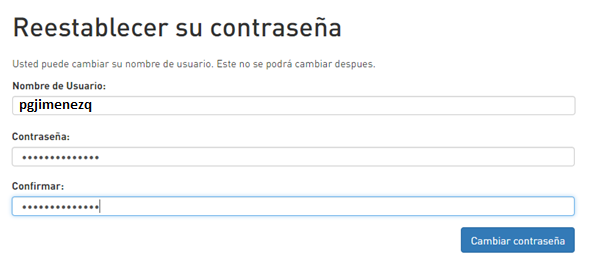 Reestablecer su contraseña
Usted puede cambiar su nombre de usuario. Este no se podrá cambiar despues.
Nombre de Usuario:
pgjimenezq
Contraseña:
••••••••••••••
Confirmar:
••••••••••••••
Cambiar contraseña